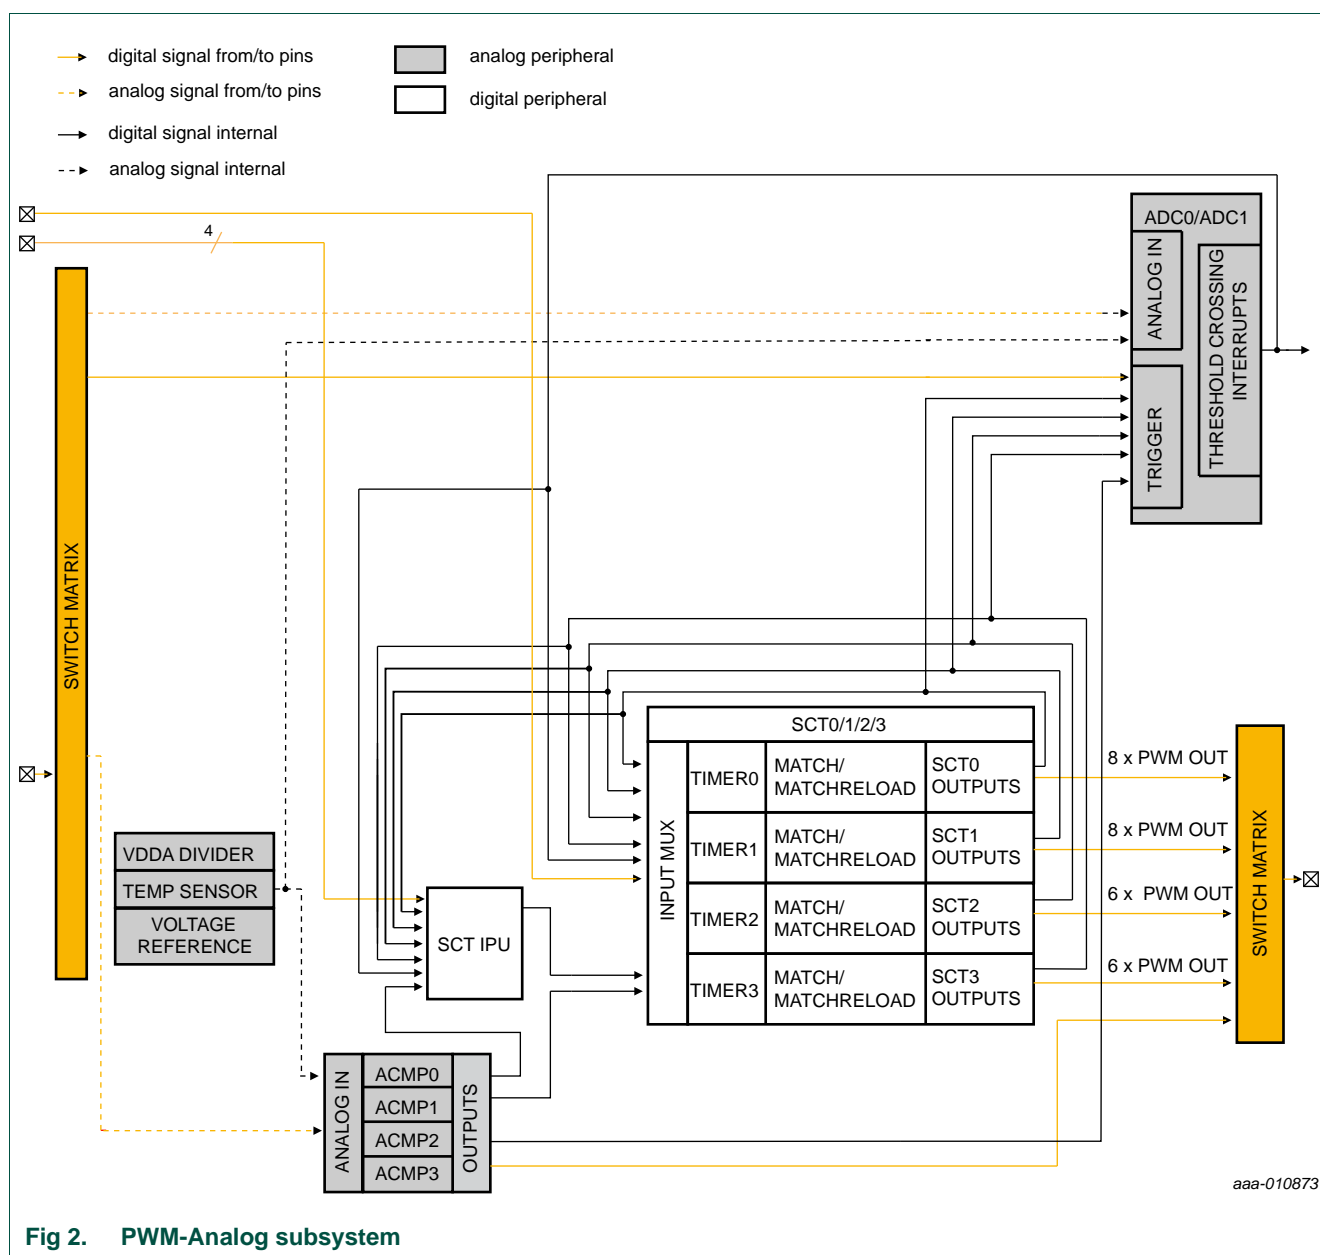 digital signal from/to pins
analog signal from/to pins
digital signal internal
analog signal internal
analog peripheral
digital peripheral
4
ADC0/ADC1
ANALOG IN
THRESHOLD CROSSING
INTERRUPTS
TRIGGER
SWITCH MATRIX
SCT0/1/2/3
INPUT MUX
TIMER0
MATCH/
MATCHRELOAD
SCT0
OUTPUTS
TIMER1
MATCH/
MATCHRELOAD
SCT1
OUTPUTS
TIMER2
MATCH/
MATCHRELOAD
SCT2
OUTPUTS
TIMER3
MATCH/
MATCHRELOAD
SCT3
OUTPUTS
8 x PWM OUT
8 x PWM OUT
6 x PWM OUT
6 x PWM OUT
SWITCH MATRIX
VDDA DIVIDER
TEMP SENSOR
VOLTAGE
REFERENCE
SCT IPU
ANALOG IN
ACMP0
ACMP1
ACMP2
ACMP3
OUTPUTS
aaa-010873
Fig 2. PWM-Analog subsystem